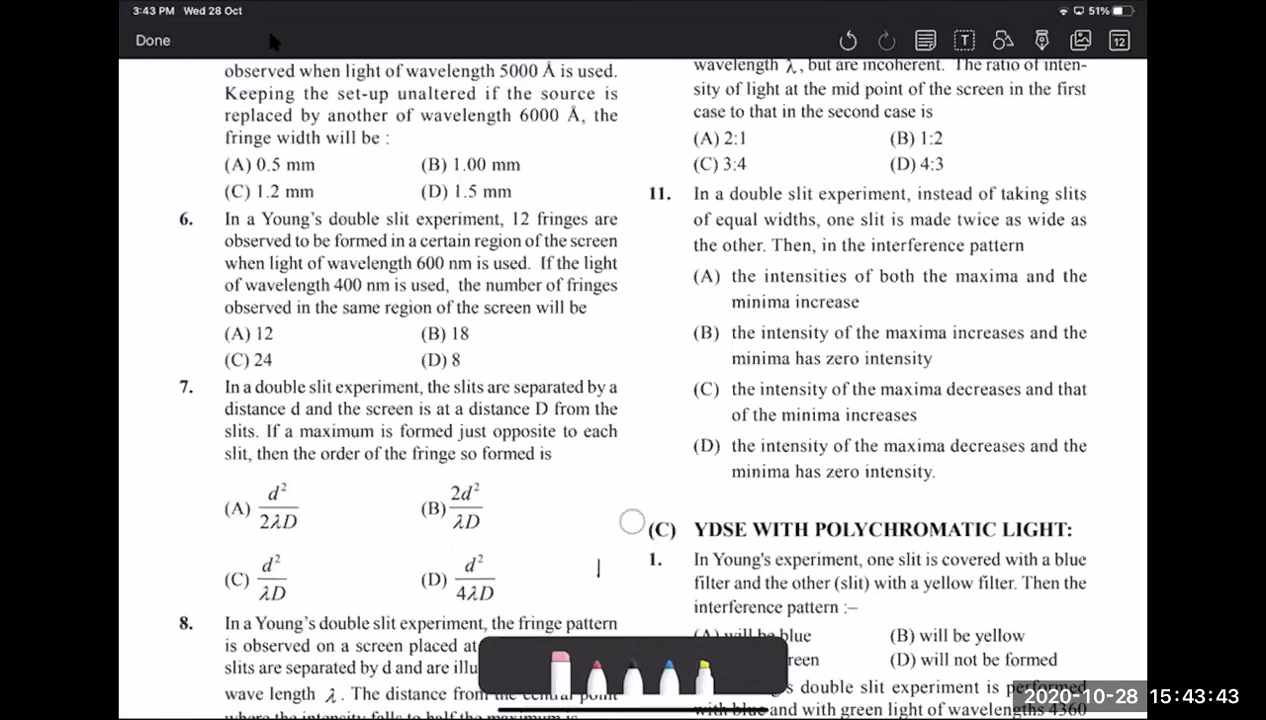 3:43 PM Wed 28 Oct
51%
Done
T
12
observed when light of wavelength 5000 Å is used.
Keeping the set-up unaltered if the source is
replaced by another of wavelength 6000 Å, the
fringe width will be :
(A) 0.5 mm (B) 1.00 mm
(C) 1.2 mm (D) 1.5 mm
6. In a Young's double slit experiment, 12 fringes are
observed to be formed in a certain region of the screen
when light of wavelength 600 nm is used. If the light
of wavelength 400 nm is used, the number of fringes
observed in the same region of the screen will be
(A) 12 (B) 18
(C) 24 (D) 8
7. In a double slit experiment, the slits are separated by a
distance d and the screen is at a distance D from the
slits. If a maximum is formed just opposite to each
slit, then the order of the fringe so formed is
(A) d²/2λD (B) 2d²/λD
(C) d²/λD (D) d²/4λD
8. In a Young's double slit experiment, the fringe pattern
is observed on a screen placed at
slits are separated by d and are illu
wave length λ. The distance from the central point
where the intensity falls to half the maximum is
wavelength λ, but are incoherent. The ratio of inten-
sity of light at the mid point of the screen in the first
case to that in the second case is
(A) 2:1 (B) 1:2
(C) 3:4 (D) 4:3
11. In a double slit experiment, instead of taking slits
of equal widths, one slit is made twice as wide as
the other. Then, in the interference pattern
(A) the intensities of both the maxima and the
minima increase
(B) the intensity of the maxima increases and the
minima has zero intensity
(C) the intensity of the maxima decreases and that
of the minima increases
(D) the intensity of the maxima decreases and the
minima has zero intensity.
(C) YDSE WITH POLYCHROMATIC LIGHT:
1. In Young's experiment, one slit is covered with a blue
filter and the other (slit) with a yellow filter. Then the
interference pattern :–
(A) will be blue (B) will be yellow
reen (D) will not be formed
s double slit experiment is performed
with blue and with green light of wavelengths 4360
2020-10-28 15:43:43